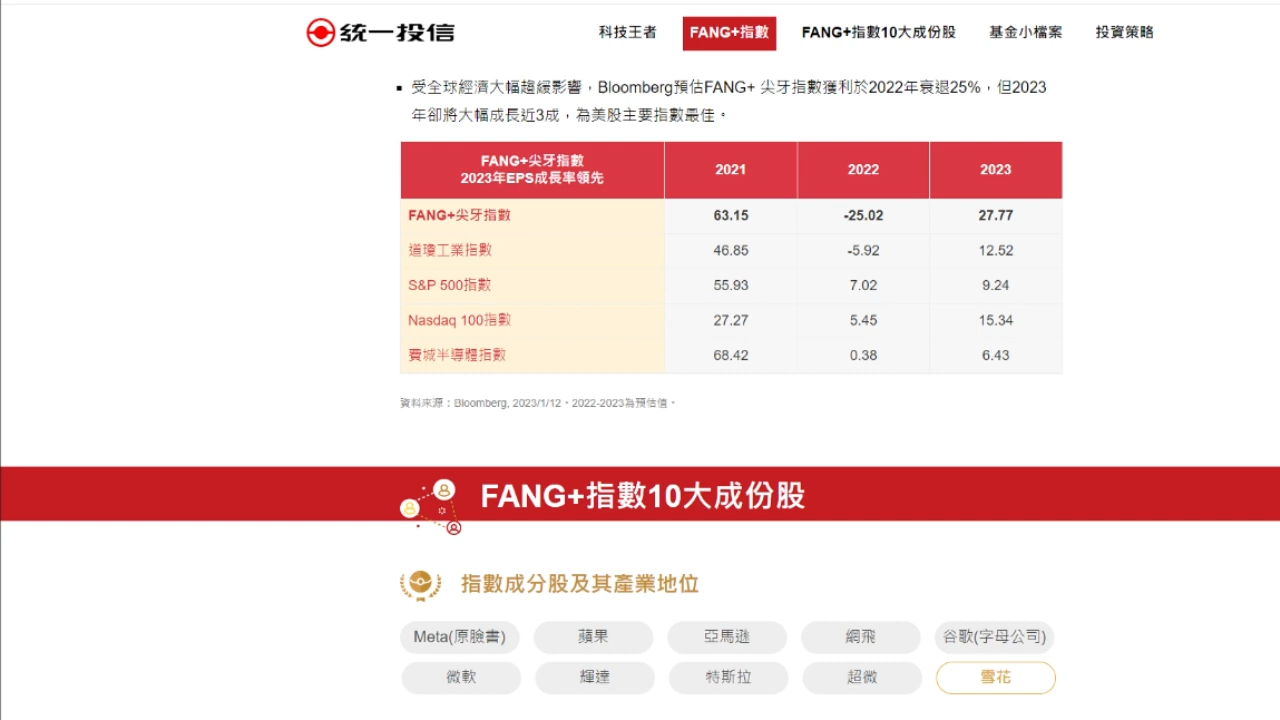 統一投信 科技王者 FANG+指數 FANG+指數10大成份股 基金小檔案 投資策略
▪ 受全球經濟大幅趨緩影響，Bloomberg預估FANG+ 尖牙指數獲利於2022年衰退25%，但2023
年卻將大幅成長近3成，為美股主要指數最佳。
FANG+尖牙指數
2023年EPS成長率領先 2021 2022 2023
FANG+尖牙指數 63.15 -25.02 27.77
道瓊工業指數 46.85 -5.92 12.52
S&P 500指數 55.93 7.02 9.24
Nasdaq 100指數 27.27 5.45 15.34
費城半導體指數 68.42 0.38 6.43
資料來源：Bloomberg, 2023/1/12。2022-2023為預估值。
FANG+指數10大成份股
指數成分股及其產業地位
Meta(原臉書) 蘋果 亞馬遜 網飛 谷歌(字母公司)
微軟 輝達 特斯拉 超微 雪花